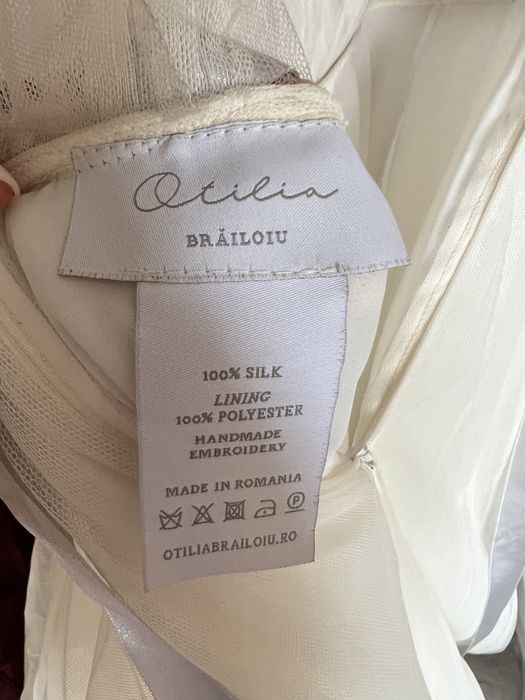 Otilia
BRĂILOIU
100% SILK
LINING
100% POLYESTER
HANDMADE
EMBROIDERY
MADE IN ROMANIA
P
OTILIABRAILOIU.RO